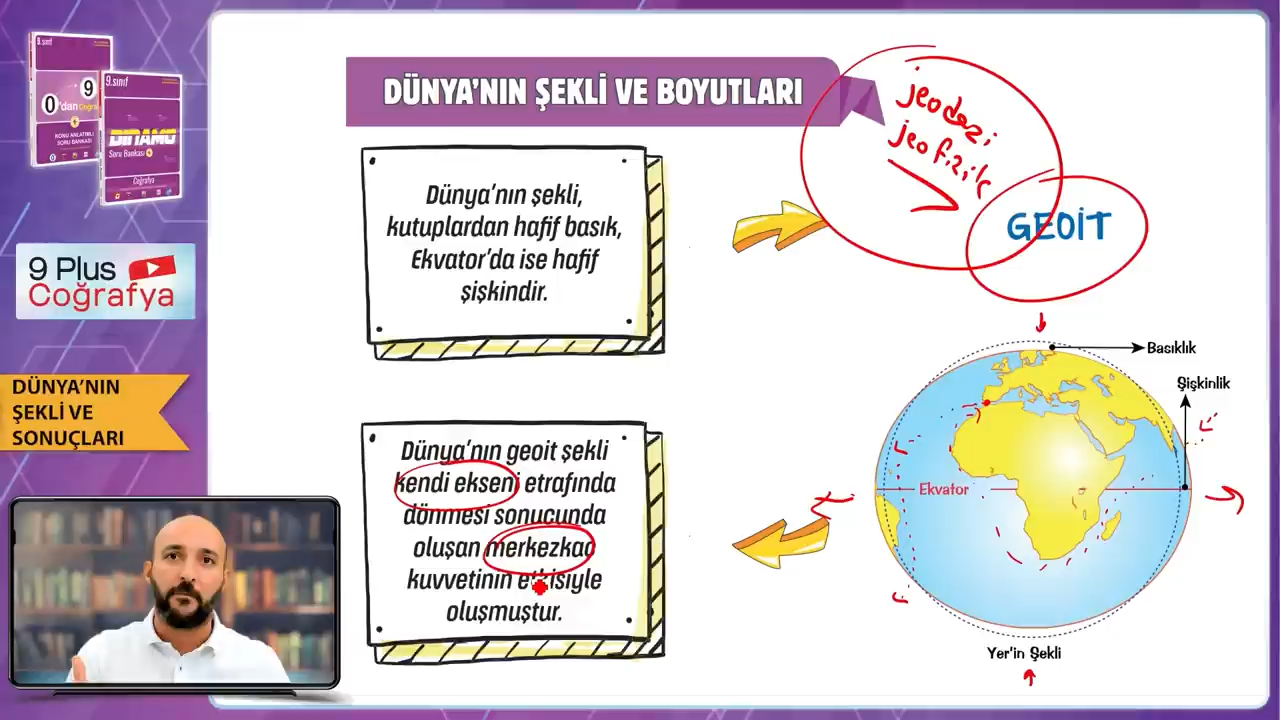 9.sınıf
9
0'dan
KONU ANLATIMLI
SORU BANKASI
9.sınıf
DİNAMO
Soru Bankası
Coğrafya
9 Plus
Coğrafya
DÜNYA'NIN
ŞEKLİ VE
SONUÇLARI
DÜNYA'NIN ŞEKLİ VE BOYUTLARI
Dünya'nın şekli,
kutuplardan hafif basık,
Ekvator'da ise hafif
şişkindir.
jeodezi
jeofizik
GEOİT
Dünya'nın geoit şekli
kendi ekseni etrafında
dönmesi sonucunda
oluşan merkezkaç
kuvvetinin etkisiyle
oluşmuştur.
Basıklık
Şişkinlik
Ekvator
Yer'in Şekli